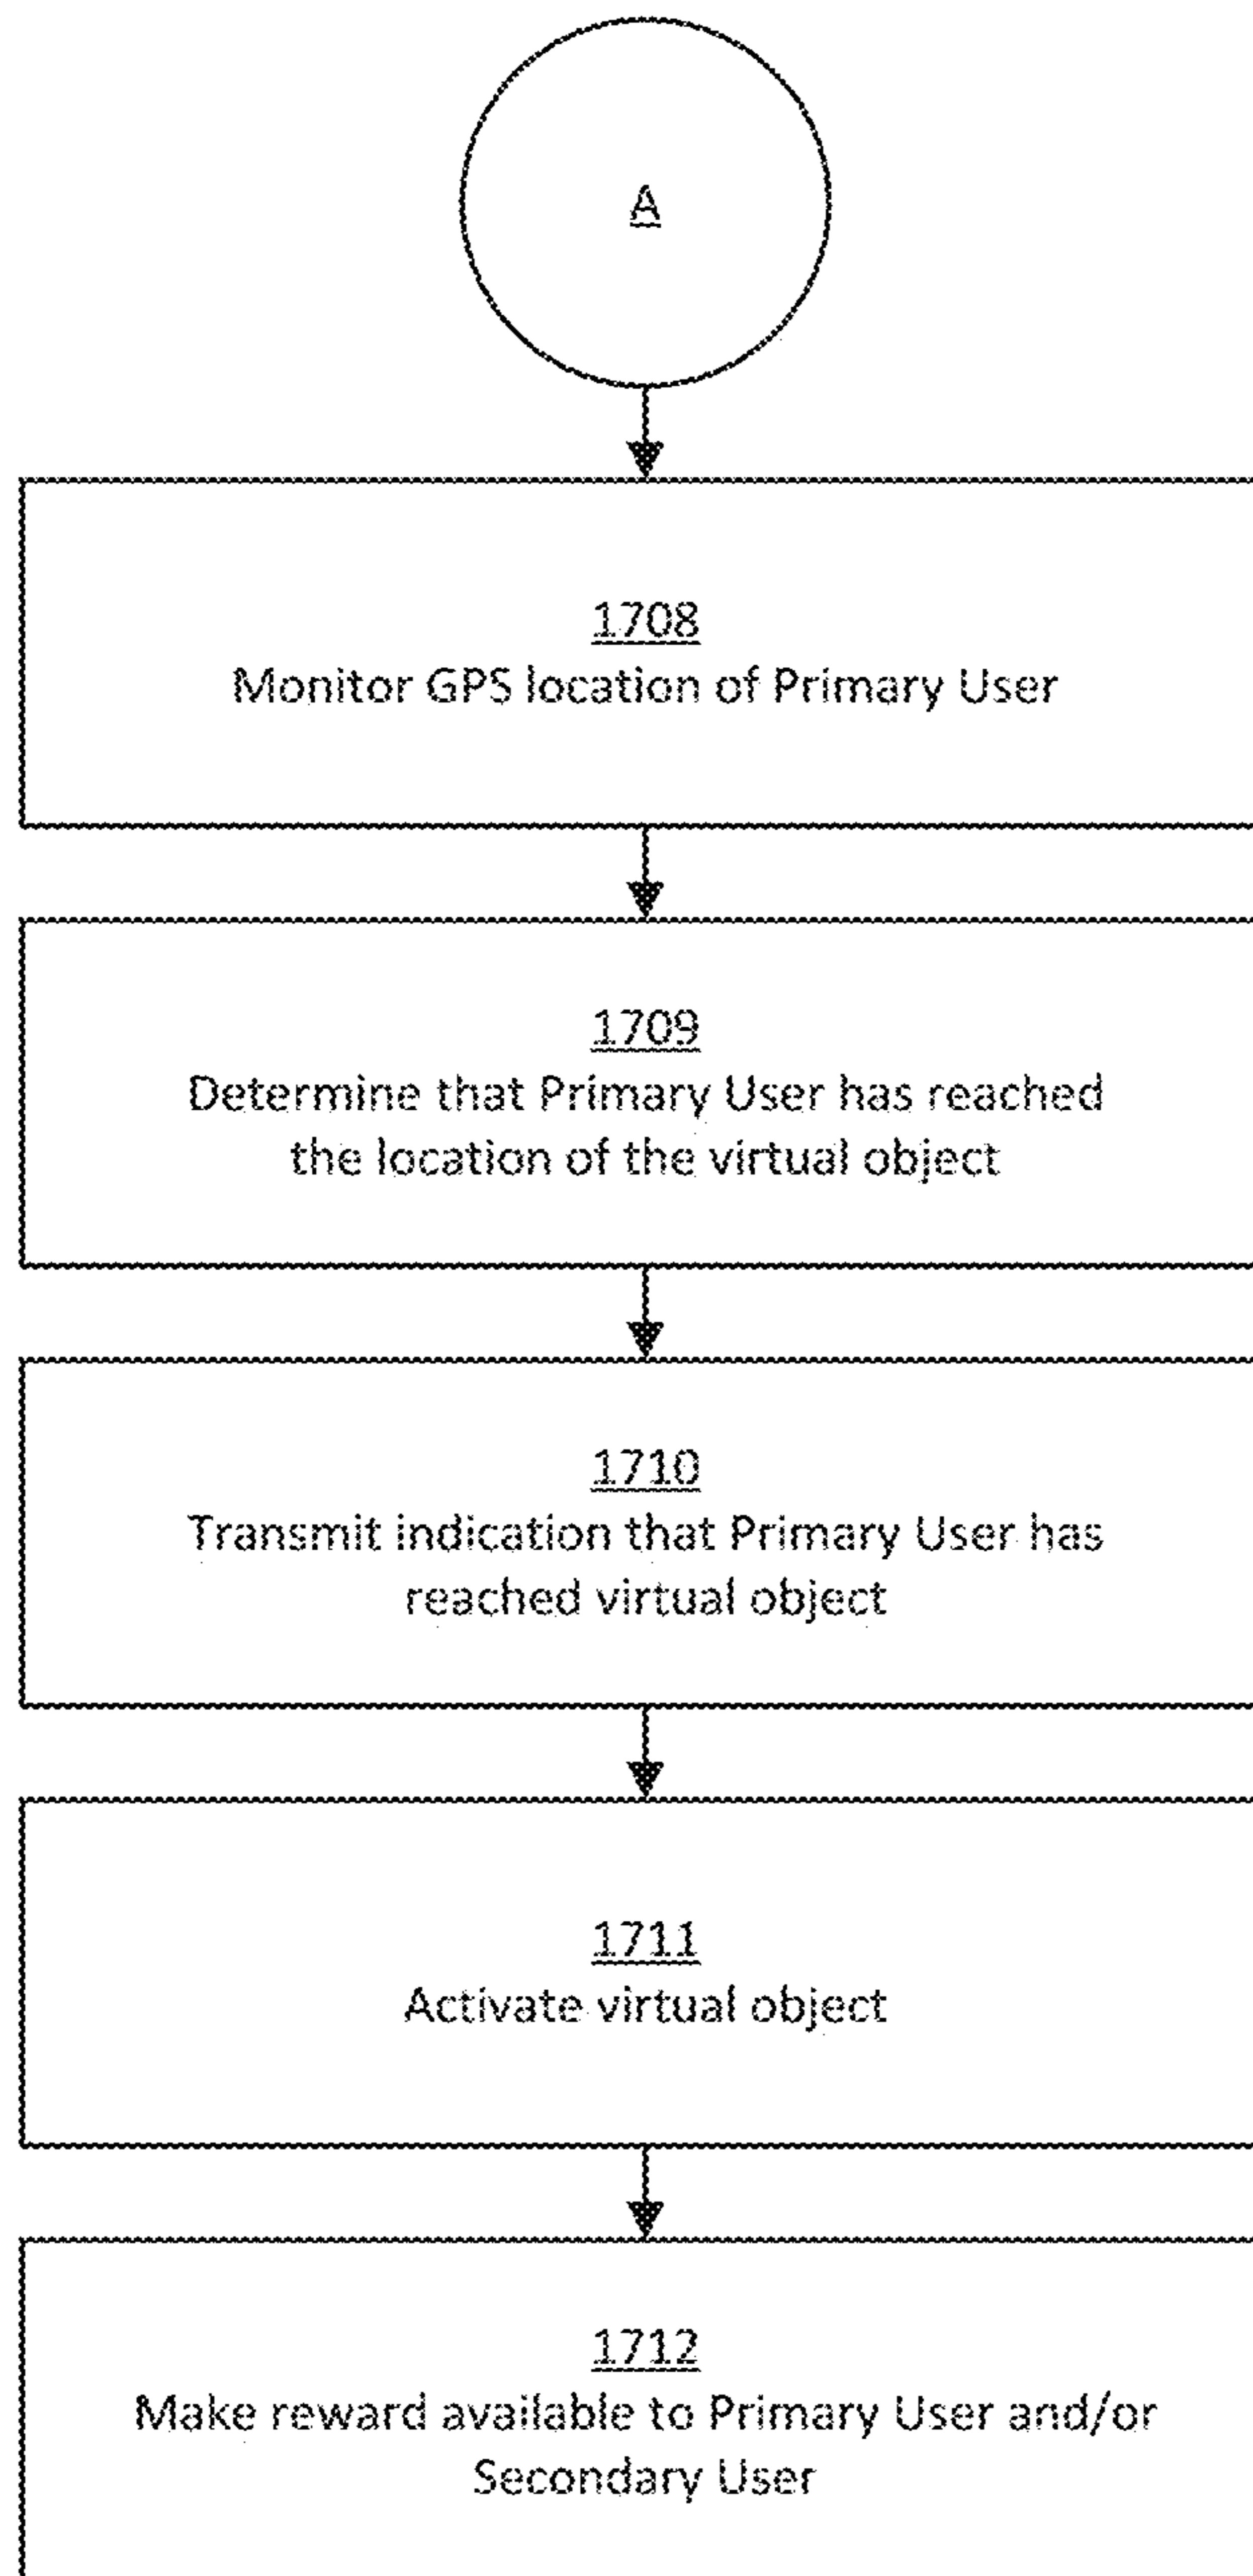 A
1708
Monitor GPS location of Primary User
1709
Determine that Primary User has reached
the location of the virtual object
1710
Transmit indication that Primary User has
reached virtual object
1711
Activate virtual object
1712
Make reward available to Primary User and/or
Secondary User